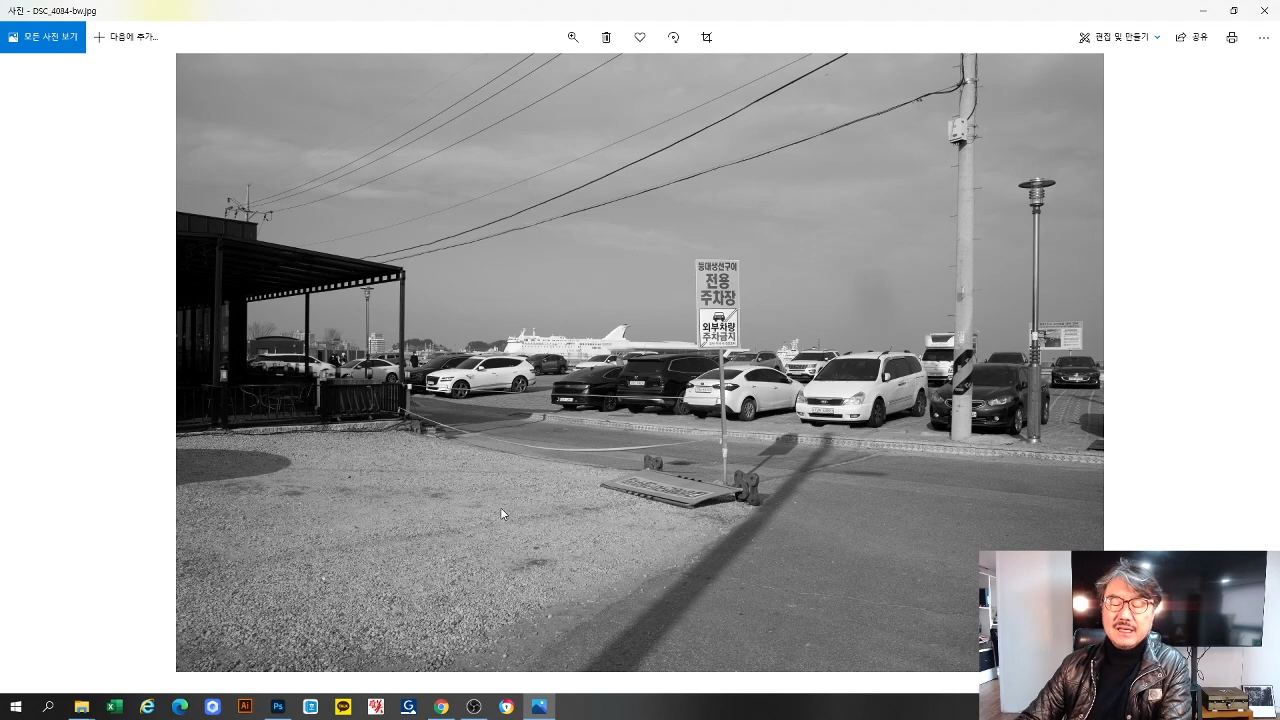 사진 - DSC_4084-bw.jpg
모든 사진 보기
다음에 추가...
편집 및 만들기
공유
등대생선구이
전용
주차장
외부차량
주차금지